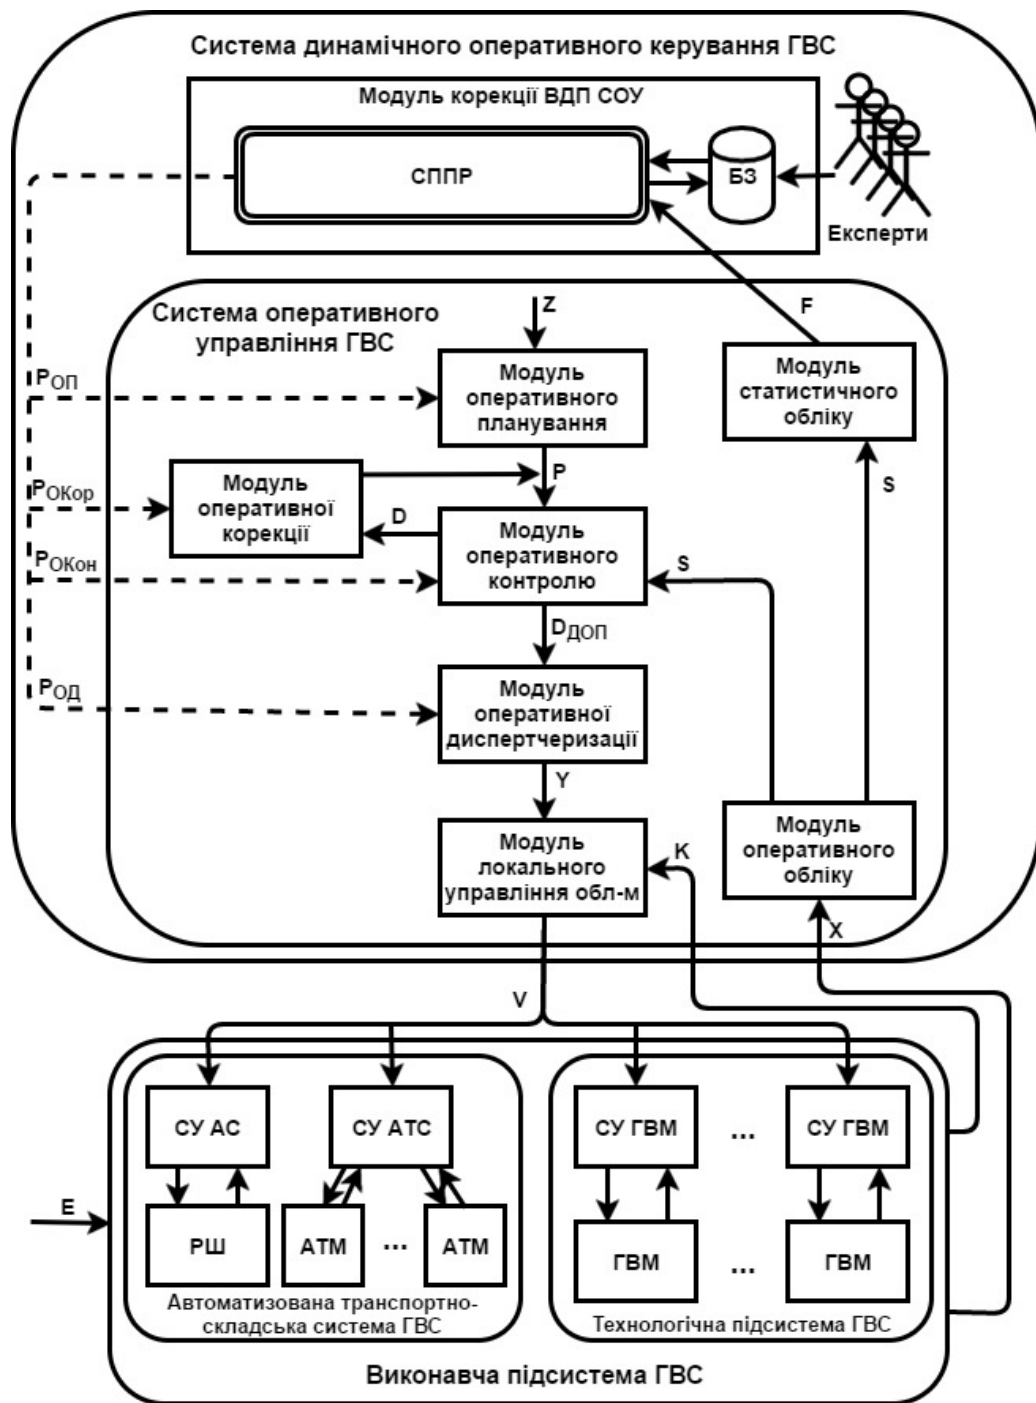 Система динамічного оперативного керування ГВС
Модуль корекції ВДП СОУ
СППР
БЗ
Експерти
Система оперативного
управління ГВС
Z
F
Модуль
оперативного
планування
Модуль
статистичного
обліку
PОП
P
S
Модуль
оперативної
корекції
PОКор
D
Модуль
оперативного
контролю
S
PОКон
DДОП
Модуль
оперативної
диспертчеризації
PОД
Y
Модуль
локального
управління обл-м
K
Модуль
оперативного
обліку
X
V
СУ АС
СУ АТС
СУ ГВМ
...
СУ ГВМ
E
РШ
АТМ
...
АТМ
ГВМ
...
ГВМ
Автоматизована транспортно-
складська система ГВС
Технологічна підсистема ГВС
Виконавча підсистема ГВС